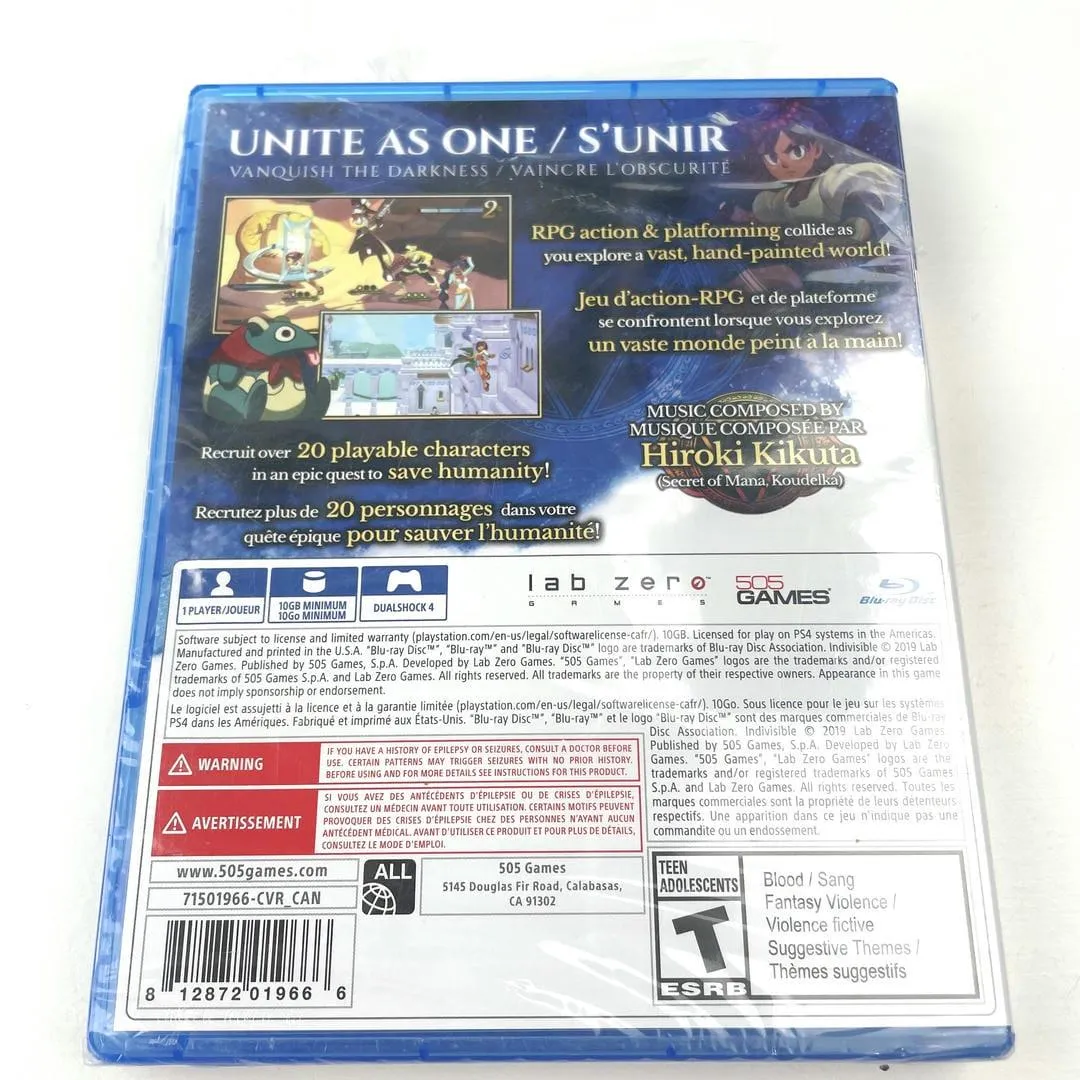 UNITE AS ONE / S'UNIR
VANQUISH THE DARKNESS / VAINCRE L'OBSCURITÉ
2
RPG action & platforming collide as
you explore a vast, hand-painted world!
Jeu d'action-RPG et de plateforme
se confrontent lorsque vous explorez
un vaste monde peint à la main!
MUSIC COMPOSED BY
MUSIQUE COMPOSÉE PAR
Hiroki Kikuta
(Secret of Mana, Koudelka)
Recruit over 20 playable characters
in an epic quest to save humanity!
Recrutez plus de 20 personnages dans votre
quête épique pour sauver l'humanité!
1 PLAYER/JOUEUR
10GB MINIMUM
10Go MINIMUM
DUALSHOCK 4
lab zero™
GAMES
505
GAMES
Blu-ray Disc
Software subject to license and limited warranty (playstation.com/en-us/legal/softwarelicense-cafr/). 10GB. Licensed for play on PS4 systems in the Americas.
Manufactured and printed in the U.S.A. "Blu-ray Disc™", "Blu-ray™" and "Blu-ray Disc™" logo are trademarks of Blu-ray Disc Association. Indivisible © 2019 Lab
Zero Games. Published by 505 Games, S.p.A. Developed by Lab Zero Games. "505 Games", "Lab Zero Games" logos are the trademarks and/or registered
trademarks of 505 Games S.p.A. and Lab Zero Games. All rights reserved. All trademarks are the property of their respective owners. Appearance in this game
does not imply sponsorship or endorsement.
Le logiciel est assujetti à la licence et à la garantie limitée (playstation.com/en-us/legal/softwarelicense-cafr/). 10Go. Sous licence pour le jeu sur les systèmes
PS4 dans les Amériques. Fabriqué et imprimé aux États-Unis. "Blu-ray Disc™", "Blu-ray™" et le logo "Blu-ray Disc™" sont des marques commerciales de Blu-ray
Disc Association. Indivisible © 2019 Lab Zero Games.
Published by 505 Games, S.p.A. Developed by Lab Zero
Games. "505 Games", "Lab Zero Games" logos are the
trademarks and/or registered trademarks of 505 Games
S.p.A. and Lab Zero Games. All rights reserved. Toutes les
marques commerciales sont la propriété de leurs détenteurs
respectifs. Une apparition dans ce jeu n'indique pas une
commandite ou un endossement.
WARNING
IF YOU HAVE A HISTORY OF EPILEPSY OR SEIZURES, CONSULT A DOCTOR BEFORE
USE. CERTAIN PATTERNS MAY TRIGGER SEIZURES WITH NO PRIOR HISTORY.
BEFORE USING AND FOR MORE DETAILS SEE INSTRUCTIONS FOR THIS PRODUCT.
AVERTISSEMENT
SI VOUS AVEZ DES ANTÉCÉDENTS D'ÉPILEPSIE OU DE CRISES D'ÉPILEPSIE,
CONSULTEZ UN MÉDECIN AVANT TOUTE UTILISATION. CERTAINS MOTIFS PEUVENT
PROVOQUER DES CRISES D'ÉPILEPSIE CHEZ DES PERSONNES N'AYANT AUCUN
ANTÉCÉDENT MÉDICAL. AVANT D'UTILISER CE PRODUIT ET POUR PLUS DE DÉTAILS,
CONSULTEZ LE MODE D'EMPLOI.
www.505games.com
71501966-CVR_CAN
ALL
505 Games
5145 Douglas Fir Road, Calabasas,
CA 91302
8 12872 01966 6
TEEN
ADOLESCENTS
T
ESRB
Blood / Sang
Fantasy Violence /
Violence fictive
Suggestive Themes /
Thèmes suggestifs